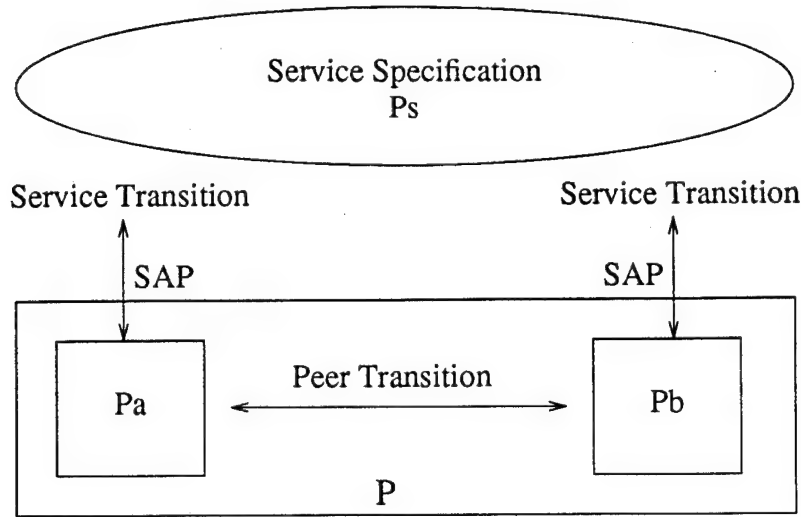 Service Specification
Ps
Service Transition
Service Transition
SAP
SAP
Peer Transition
Pa
Pb
P